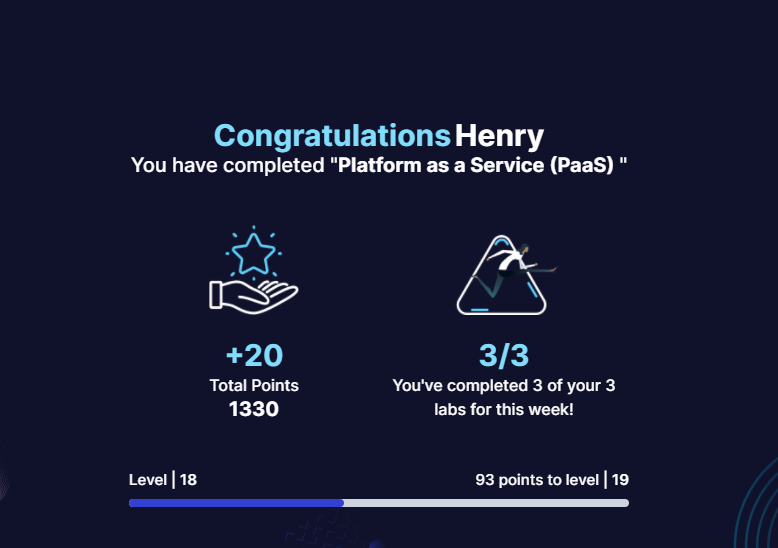 Congratulations Henry
You have completed "Platform as a Service (PaaS) "
+20
Total Points
1330
3/3
You've completed 3 of your 3
labs for this week!
Level | 18
93 points to level | 19